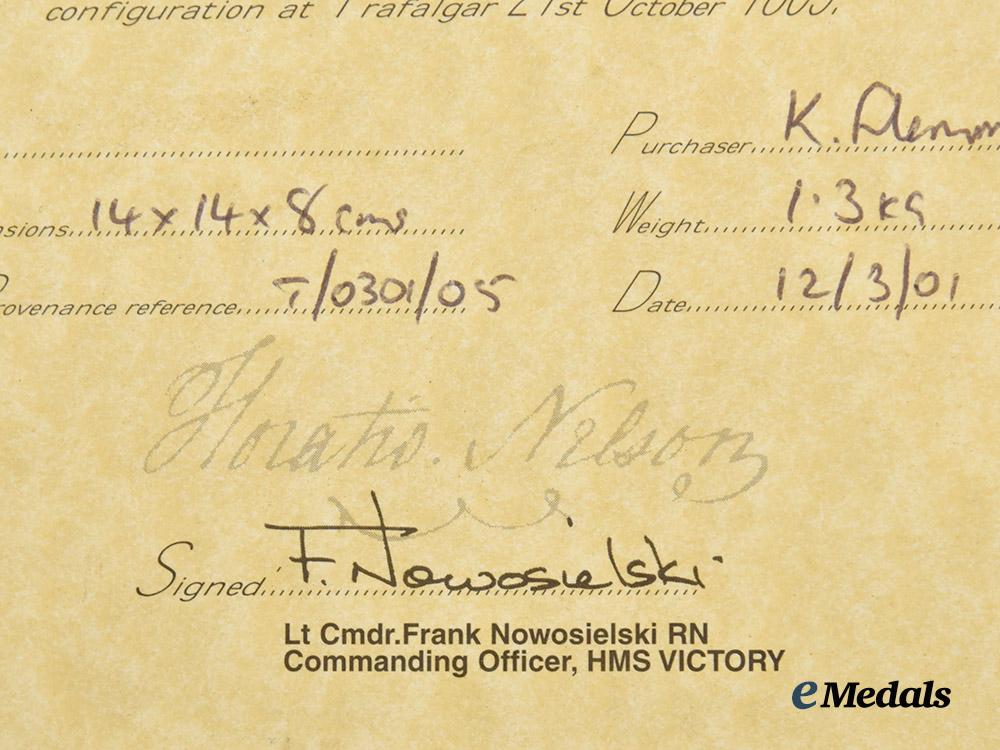 configuration at Trafalgar 21st October 1805.
Purchaser K.
14 x 14 x 8 cms
Weight 1.3 kg
Provenance reference T/0301/05
Date 12/3/01
Horatio. Nelson
Signed F. Nowosielski
Lt Cmdr.Frank Nowosielski RN
Commanding Officer, HMS VICTORY
eMedals